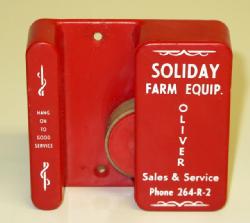 HANG
ON
TO
GOOD
SERVICE
SOLIDAY
FARM EQUIP.
OLIVER
Sales & Service
Phone 264-R-2